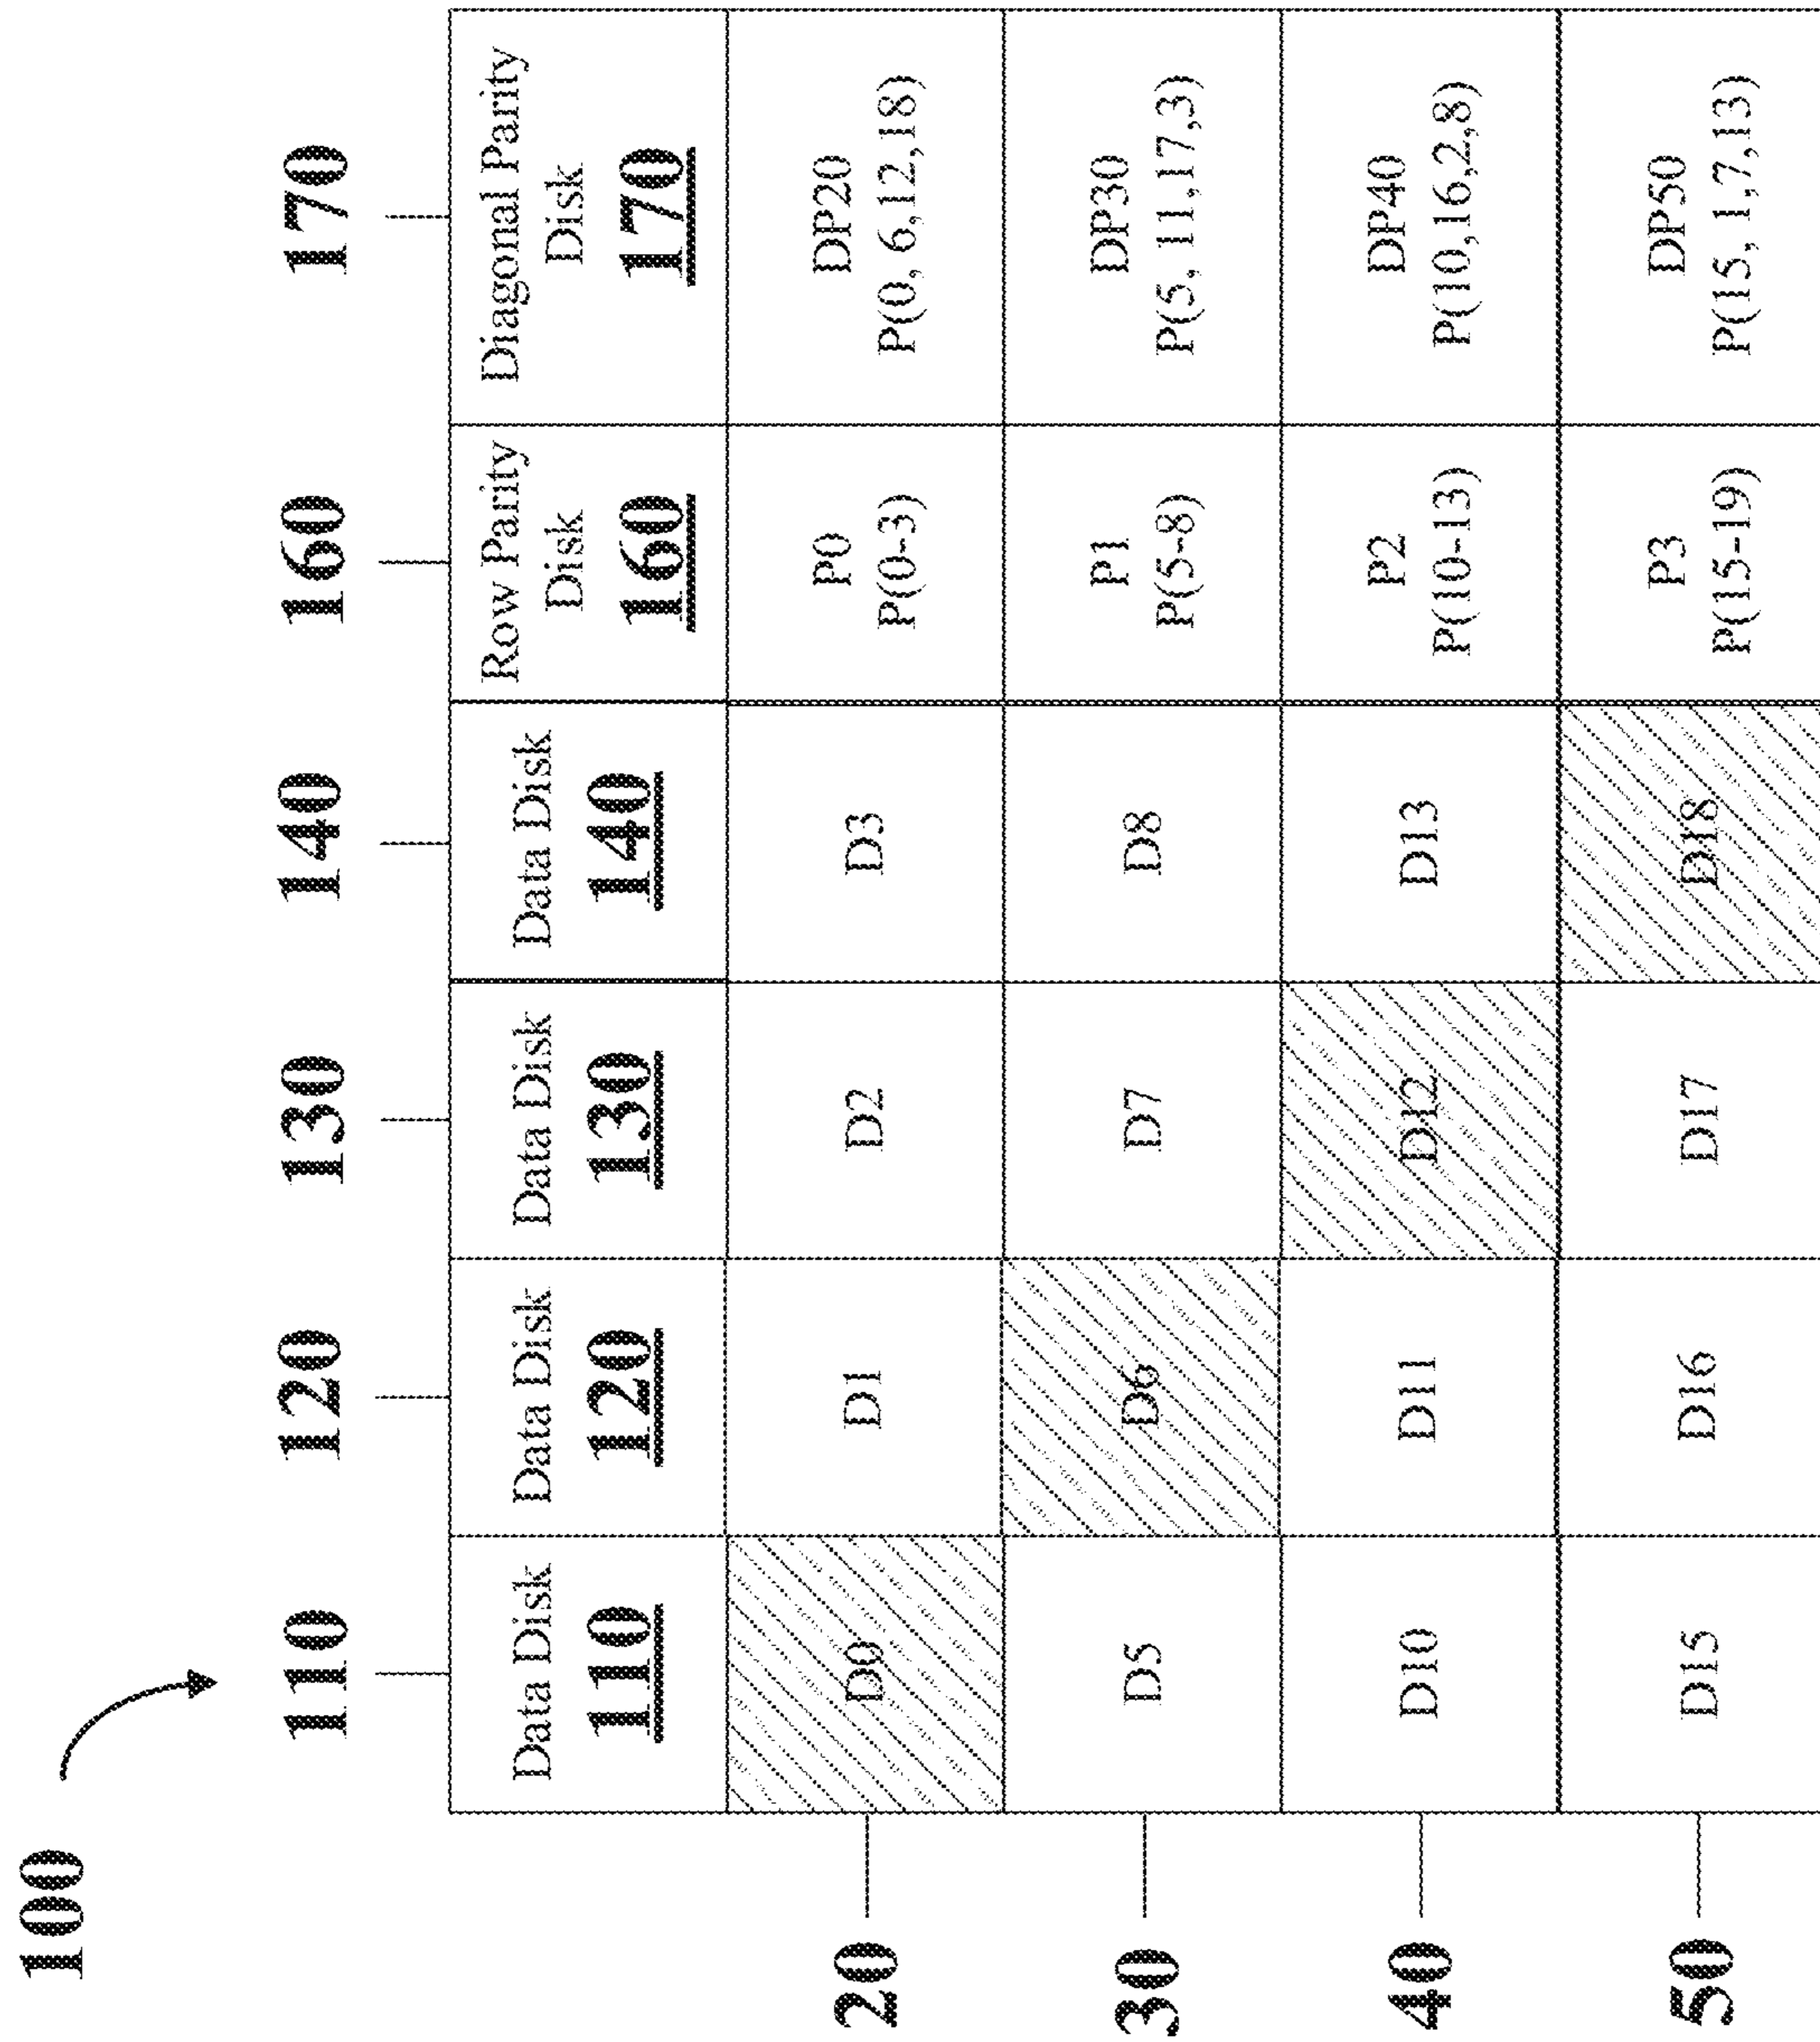 100
110 120 130 140 160 170
Data Disk Data Disk Data Disk Data Disk Row Parity Diagonal Parity
Disk Disk
110 120 130 140 160 170
20 D0 D1 D2 D3 P0 DP20
P(0-3) P(0, 6,12,18)
30 D5 D6 D7 D8 P1 DP30
P(5-8) P(5, 11,17,3)
40 D10 D11 D12 D13 P2 DP40
P(10-13) P(10,16,2,8)
50 D15 D16 D17 D18 P3 DP50
P(15-19) P(15, 1,7,13)